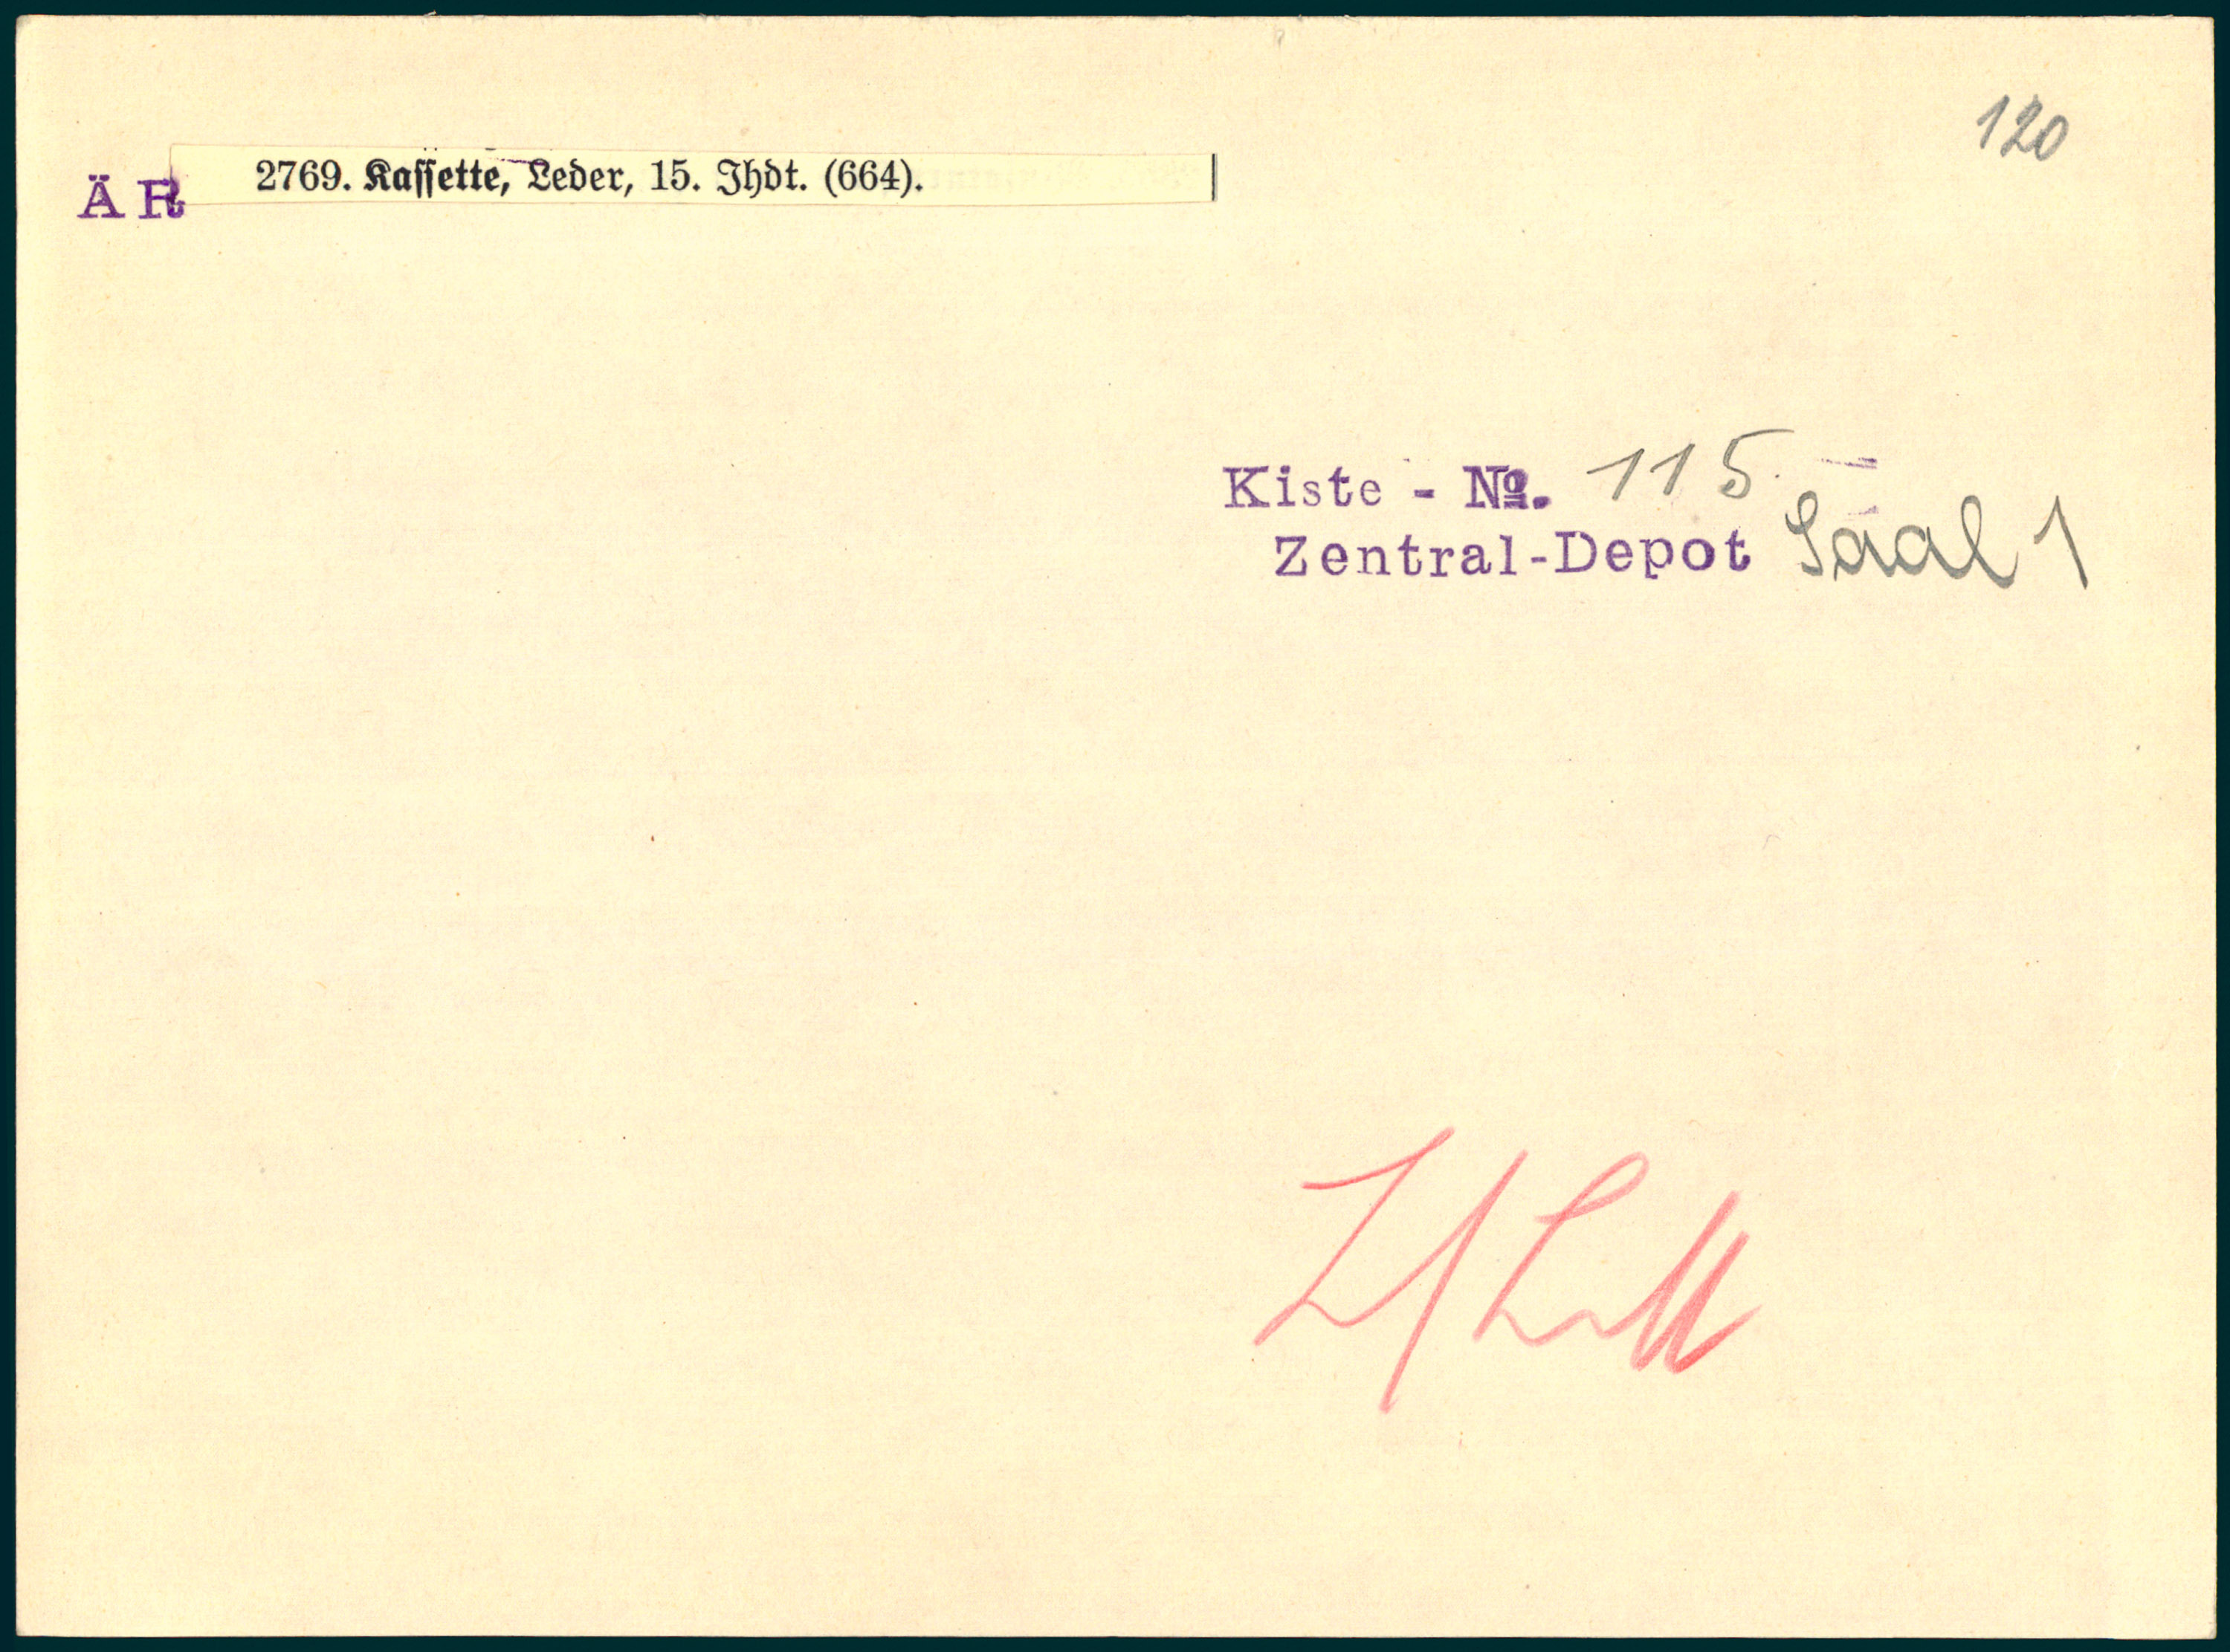 120
ÄR 2769. Kassette, Leder, 15. Jhdt. (664).
Kiste - No. 115
Zentral-Depot Saal 1